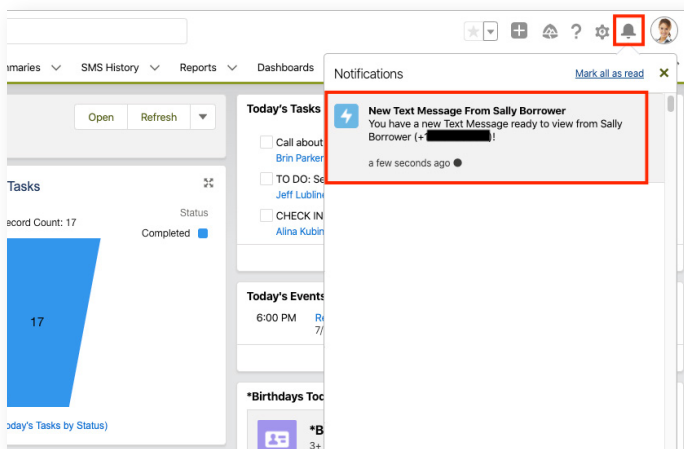 SMS History
Reports
Dashboards
Notifications
Mark all as read
Open
Refresh
Today's Tasks
New Text Message From Sally Borrower
You have a new Text Message ready to view from Sally
Borrower (+1 )!
a few seconds ago
Call about
Brin Parker
TO DO: Se
Jeff Lubline
CHECK IN
Alina Kubin
Tasks
ecord Count: 17
Status
Completed
17
oday's Tasks by Status)
Today's Events
6:00 PM
Re
7/
*Birthdays Tod
*B
3+